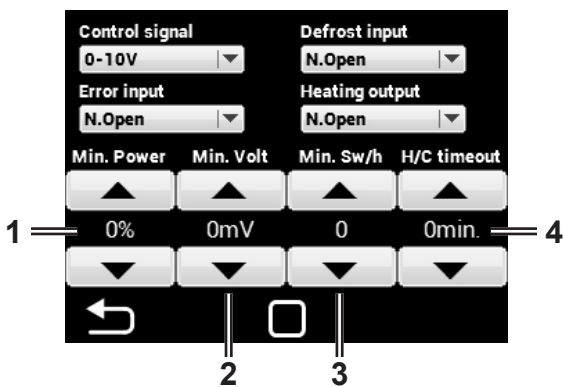 Control signal Defrost input
0-10V N.Open
Error input Heating output
N.Open N.Open
Min. Power Min. Volt Min. Sw/h H/C timeout
1 0% 0mV 0 0min. 4
2 3